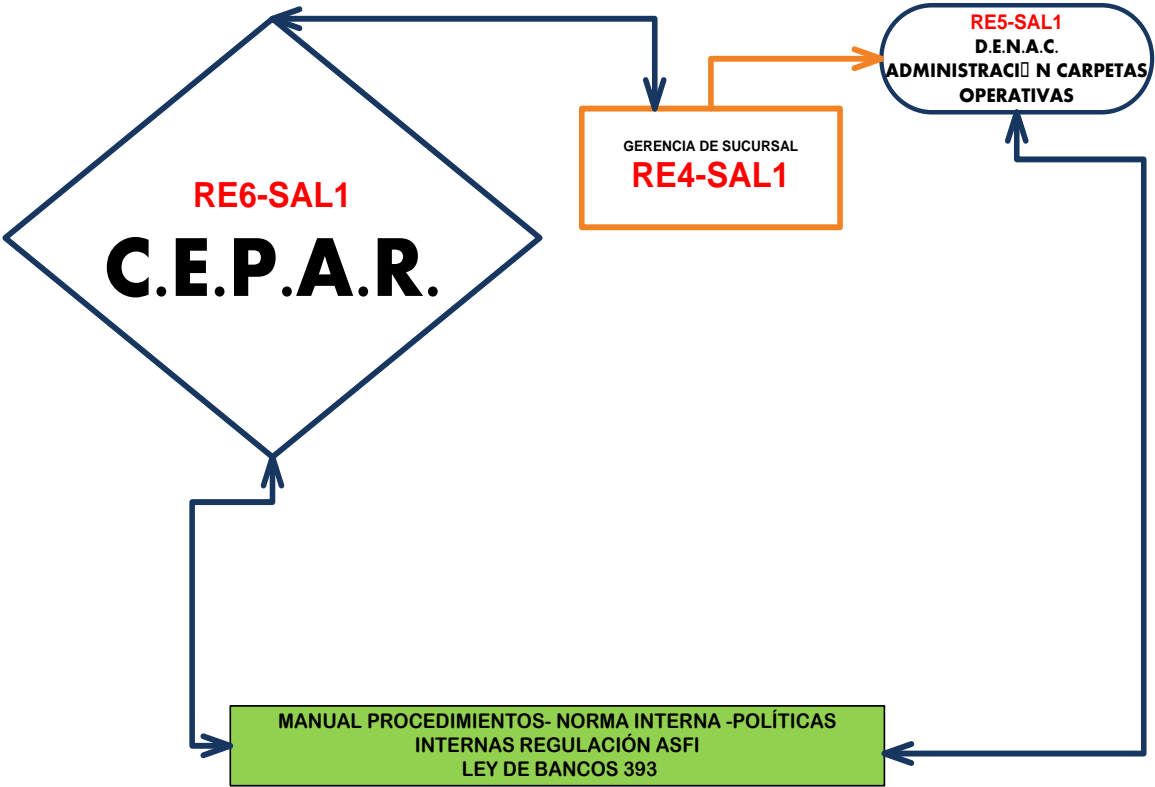 RE5-SAL1
D.E.N.A.C.
ADMINISTRACI▯ N CARPETAS
OPERATIVAS
GERENCIA DE SUCURSAL
RE4-SAL1
RE6-SAL1
C.E.P.A.R.
MANUAL PROCEDIMIENTOS- NORMA INTERNA -POLÍTICAS
INTERNAS REGULACIÓN ASFI
LEY DE BANCOS 393